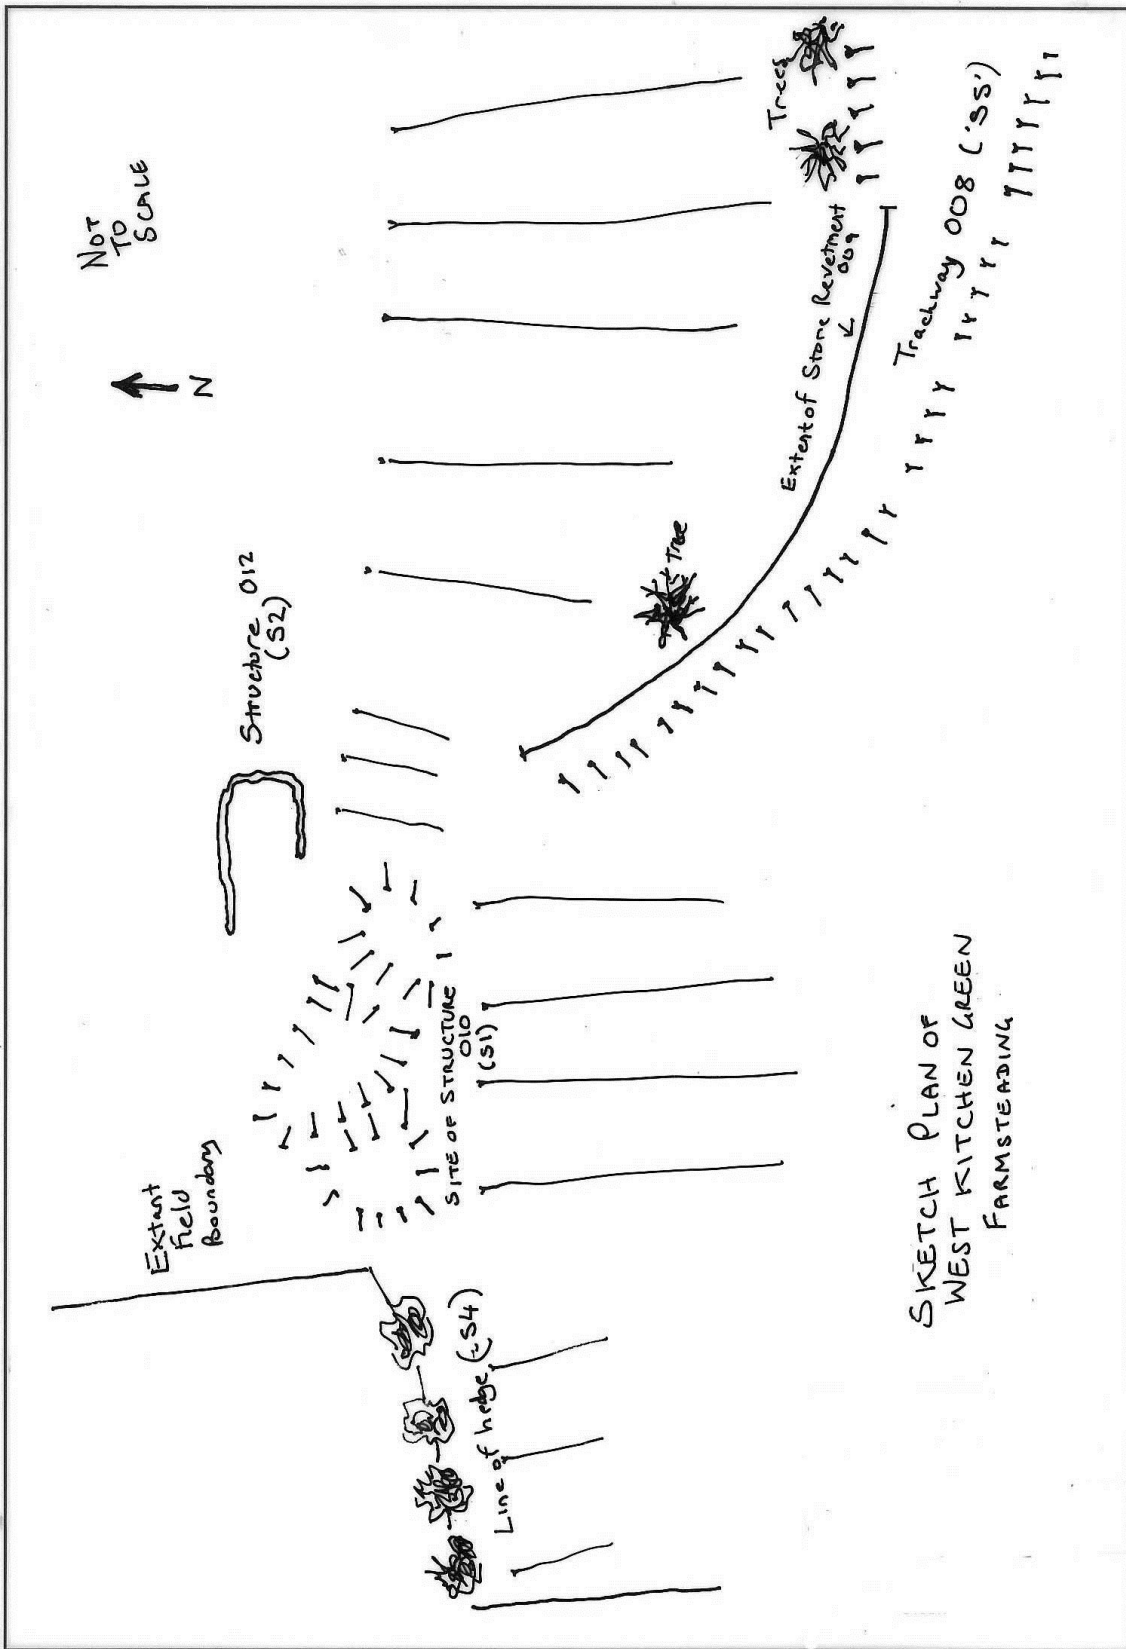 NOT
TO
SCALE
N
Trees
Extent of Stone Revetment
009
Trackway 008 ('S5')
Tree
Structure 012
(S2)
SITE OF STRUCTURE
010
(S1)
Extant
Field
Boundary
Line of hedge (~S4)
SKETCH PLAN OF
WEST KITCHEN GREEN
FARMSTEADING